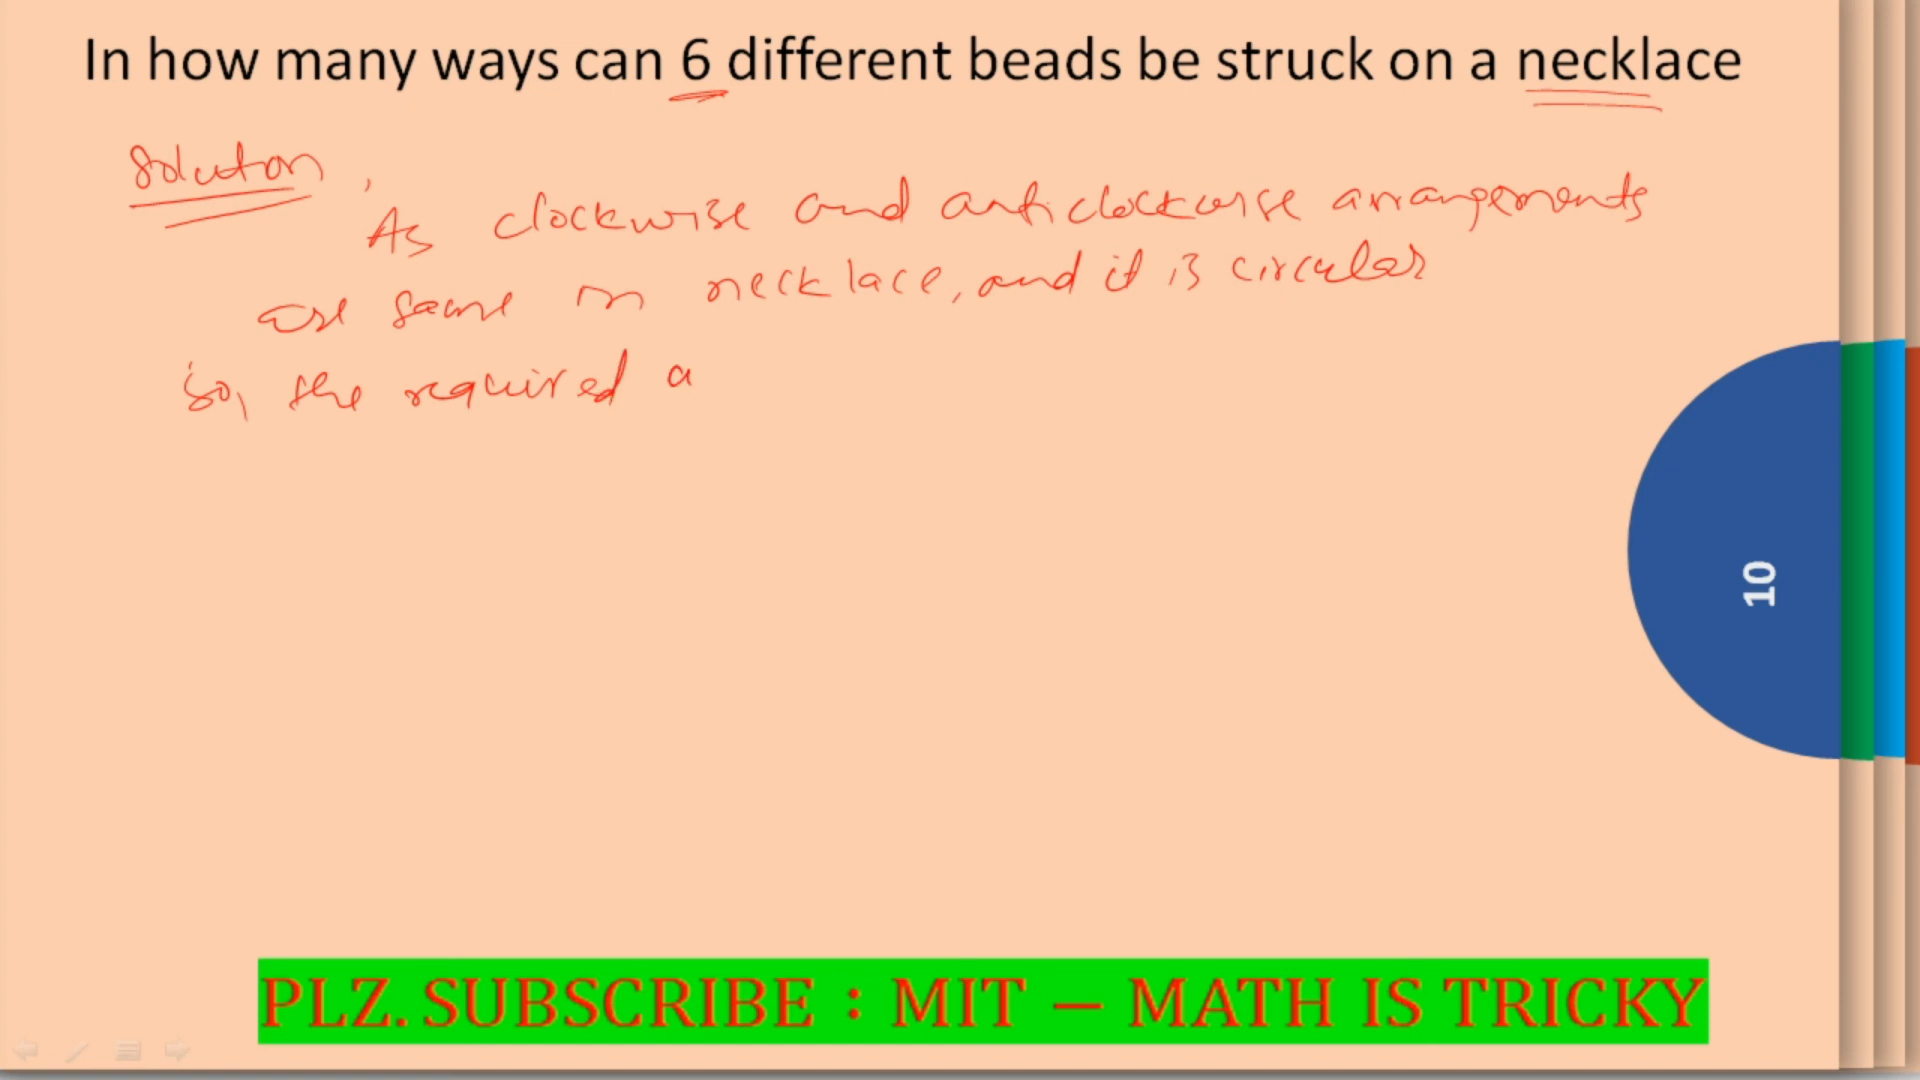 In how many ways can 6 different beads be struck on a necklace
Solution,
As clockwise and anticlockwise arrangements
are same in necklace, and it is circular
so, the required a
10
PLZ. SUBSCRIBE : MIT – MATH IS TRICKY